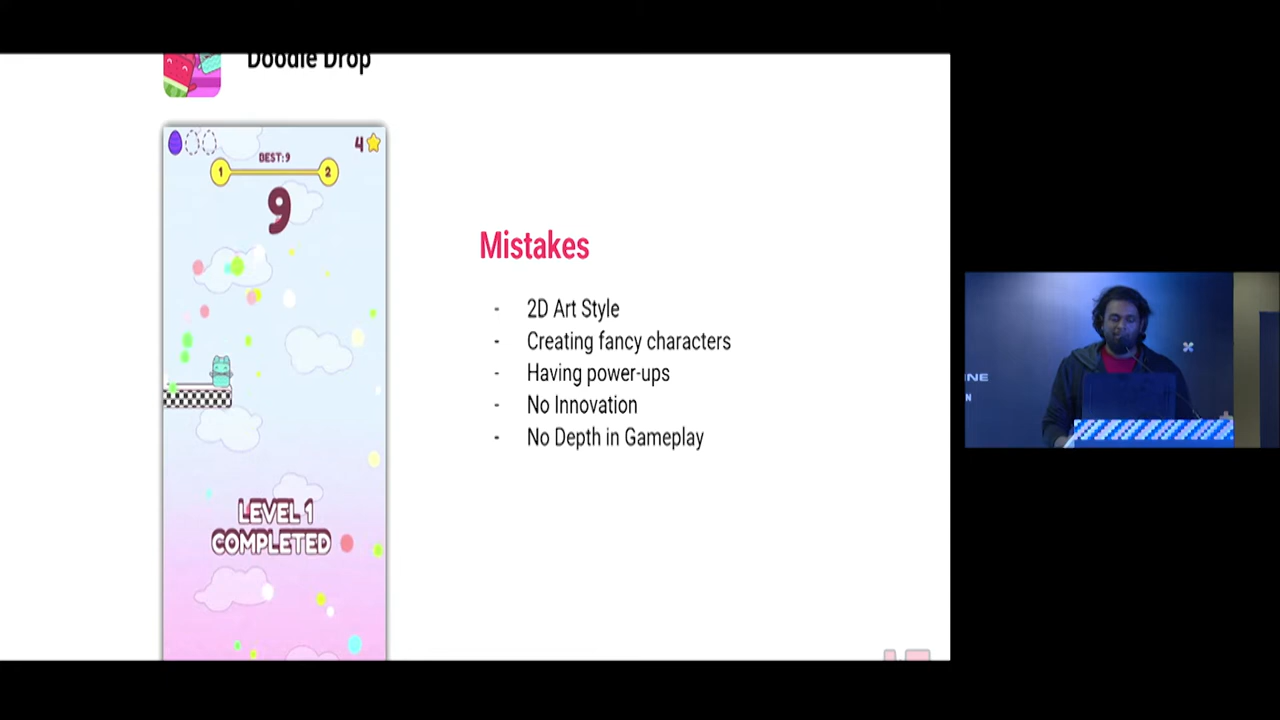 Doodle Drop
4
BEST:9
1
2
9
LEVEL 1
COMPLETED
Mistakes
- 2D Art Style
- Creating fancy characters
- Having power-ups
- No Innovation
- No Depth in Gameplay
INE
N